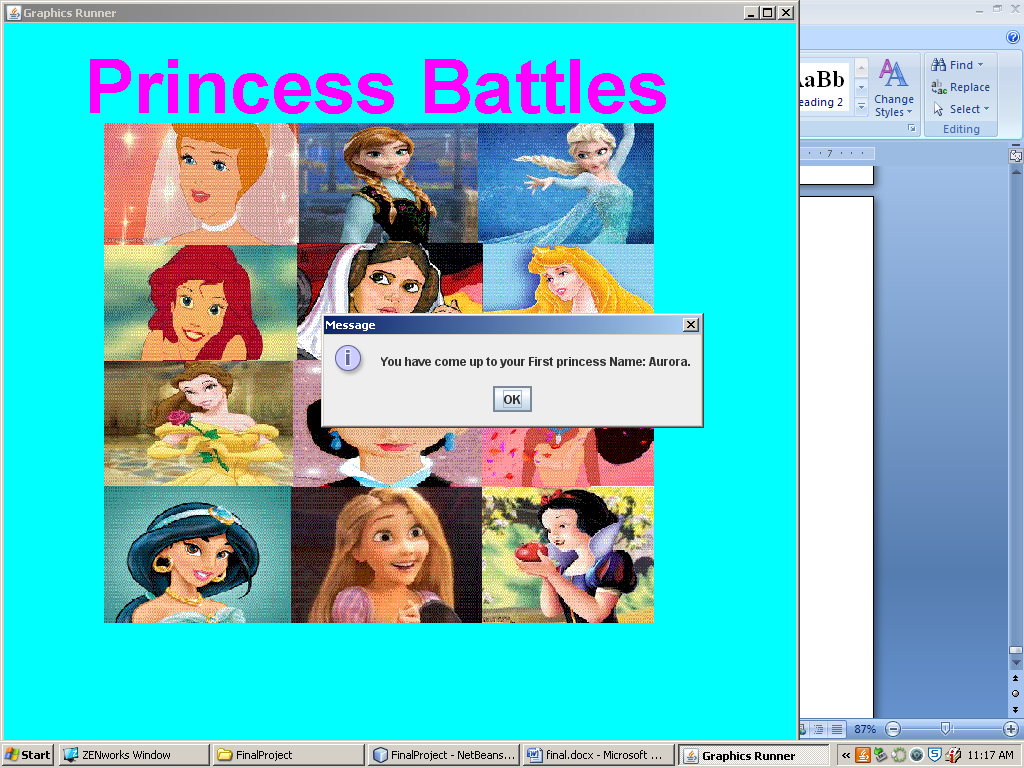 Graphics Runner
Princess Battles
Message
You have come up to your First princess Name: Aurora.
OK
AaBb
eading 2
Change
Styles
Find
Replace
Select
Editing
7
87%
Start
ZENworks Window
FinalProject
FinalProject - NetBeans...
final.docx - Microsoft ...
Graphics Runner
11:17 AM